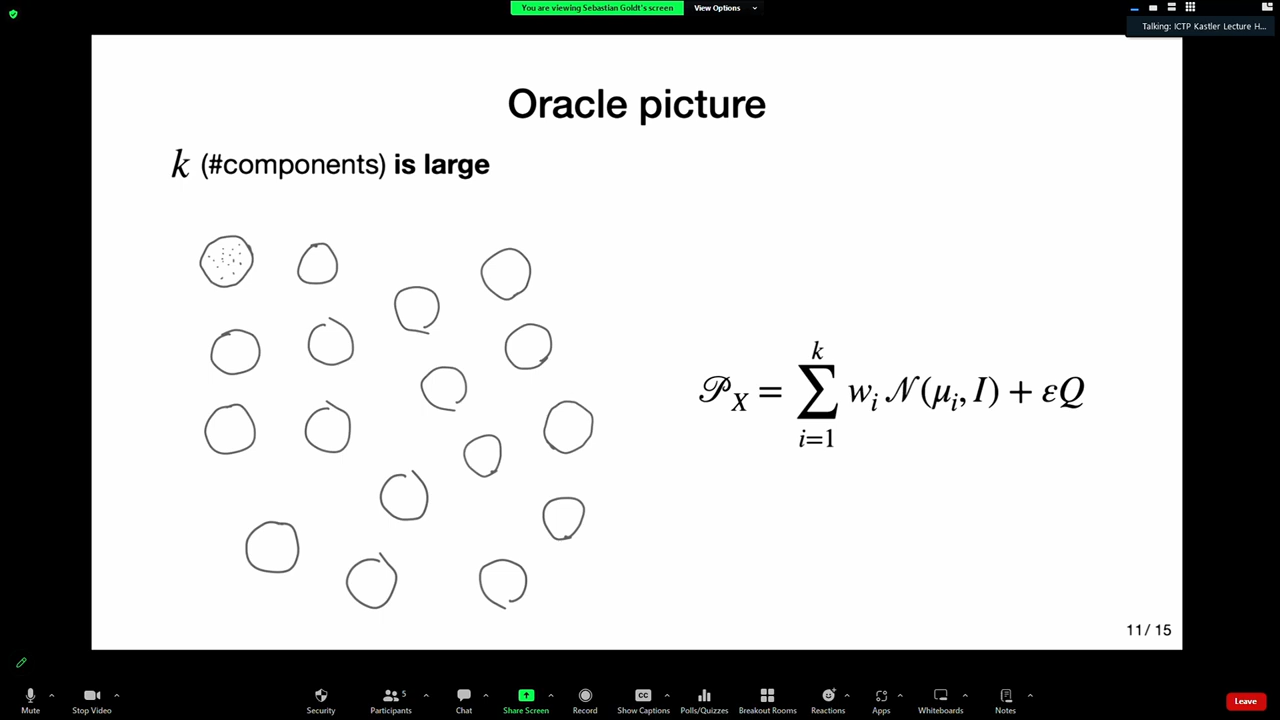 You are viewing Sebastian Goldt's screen
View Options
Talking: ICTP Kastler Lecture H...
Oracle picture
k (#components) is large
𝒫_X = ∑_{i=1}^{k} w_i 𝒩(μ_i, I) + εQ
11/ 15
Mute
Stop Video
Security
Participants
5
Chat
Share Screen
Record
CC
Show Captions
Polls/Quizzes
Breakout Rooms
Reactions
Apps
Whiteboards
Notes
Leave